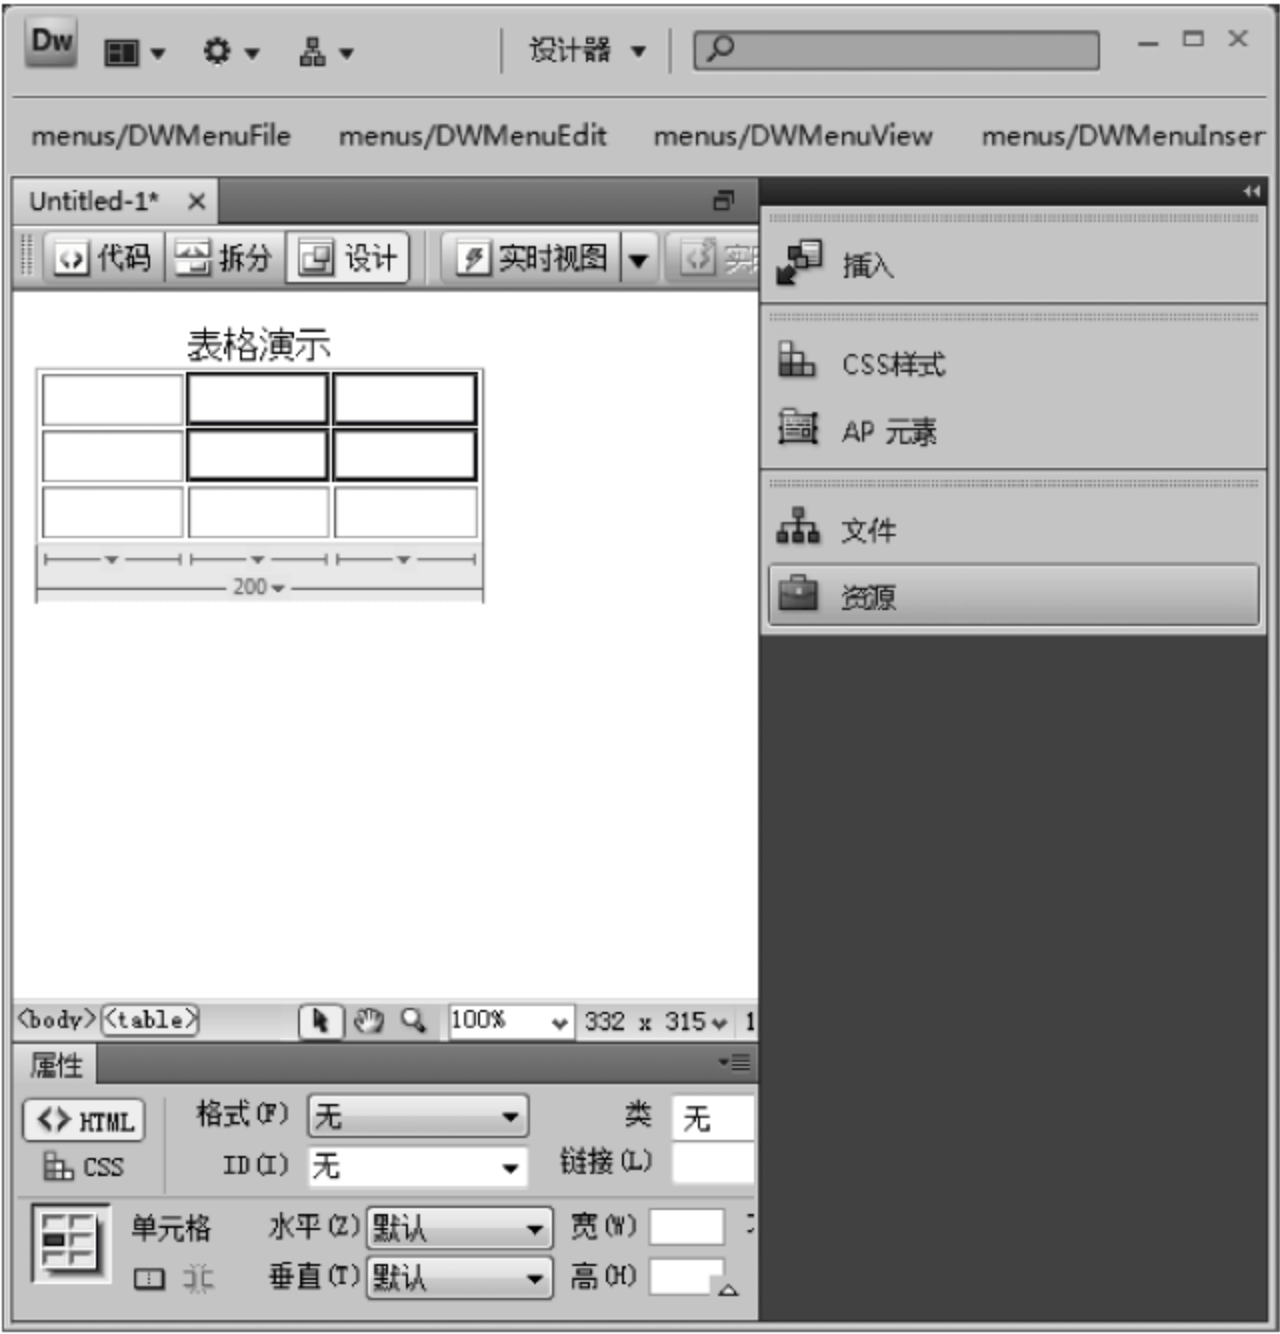 Dw 设计器
menus/DWMenuFile menus/DWMenuEdit menus/DWMenuView menus/DWMenuInser
Untitled-1*
代码 拆分 设计 实时视图
插入
表格演示
CSS样式
AP 元素
文件
200
资源
<body> <table> 100% 332 x 315 1
属性
HTML 格式(F) 无 类 无
CSS ID(I) 无 链接(L)
单元格 水平(Z) 默认 宽(W)
垂直(T) 默认 高(H)